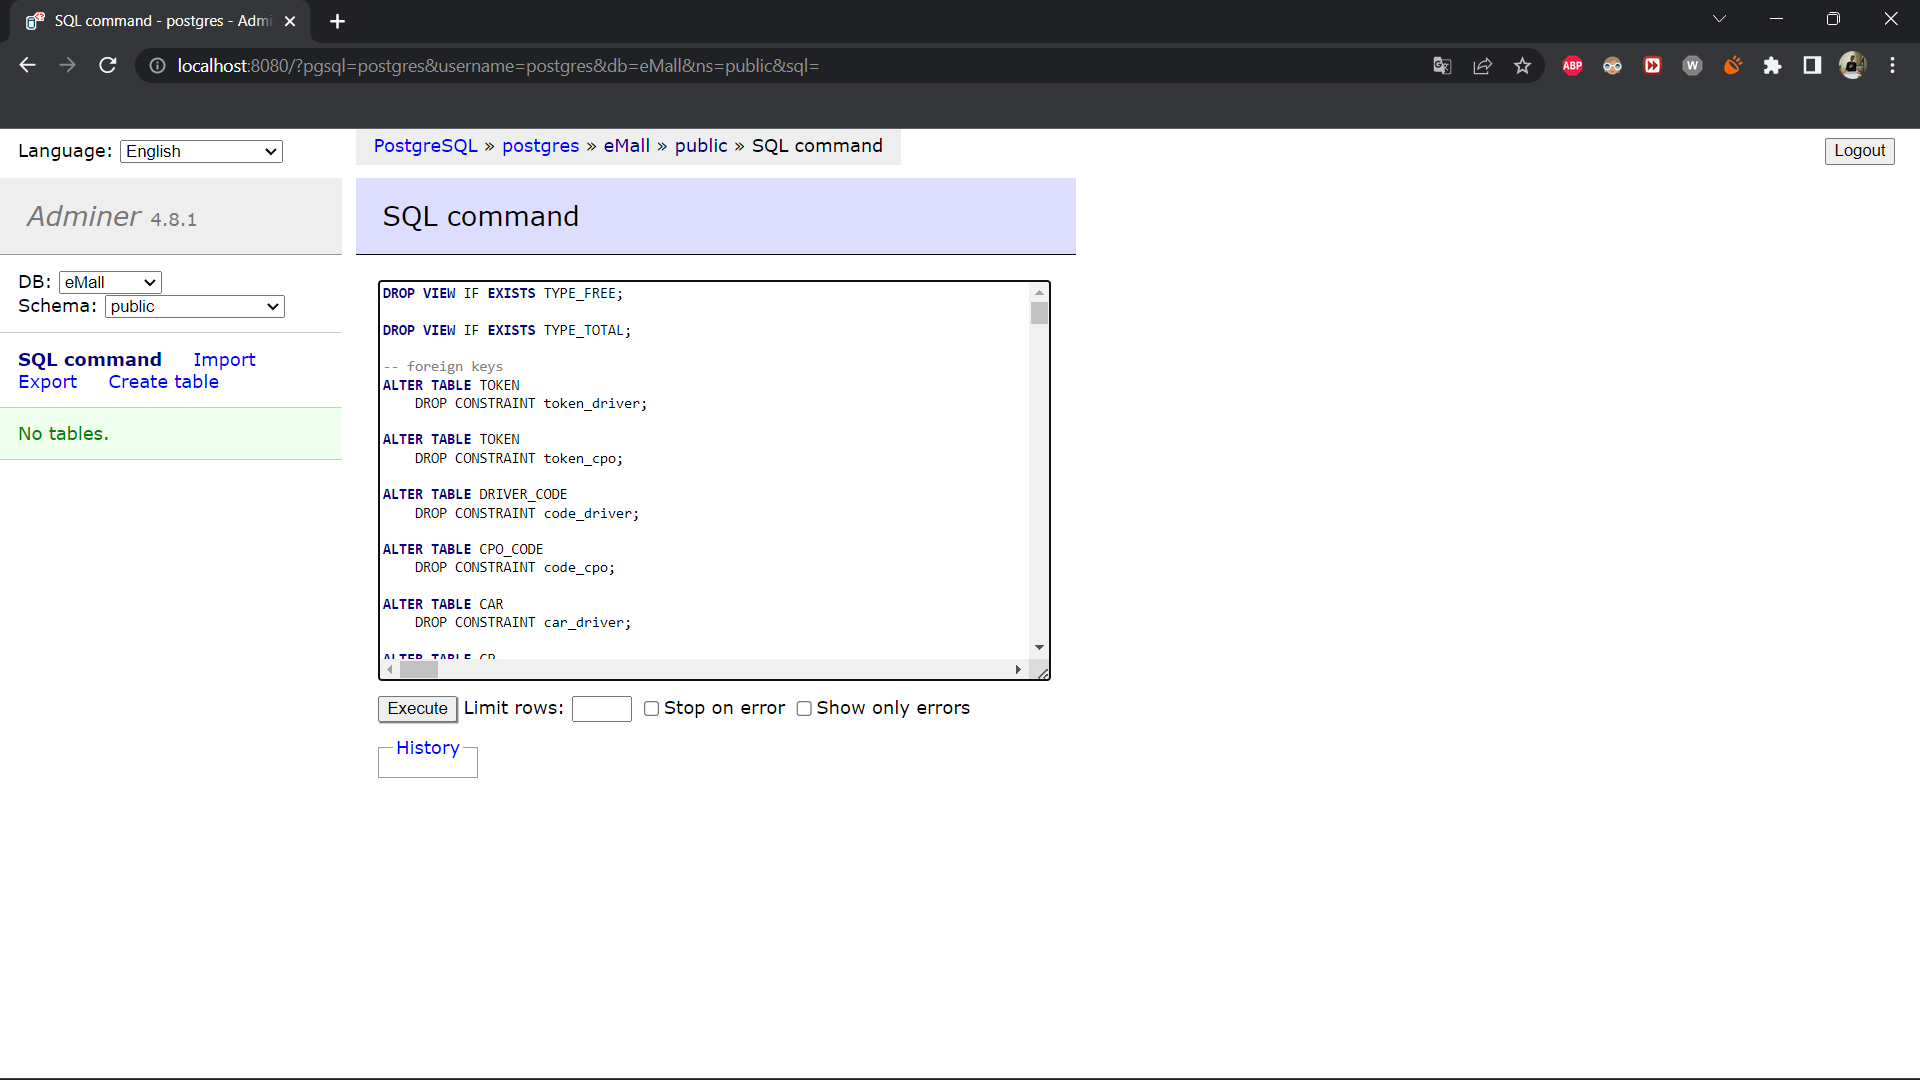 SQL command - postgres - Admi
localhost:8080/?pgsql=postgres&username=postgres&db=eMall&ns=public&sql=
ABP
W
Language: English
PostgreSQL » postgres » eMall » public » SQL command
Logout
Adminer 4.8.1
SQL command
DB: eMall
Schema: public
SQL command Import
Export Create table
No tables.
DROP VIEW IF EXISTS TYPE_FREE;
DROP VIEW IF EXISTS TYPE_TOTAL;
-- foreign keys
ALTER TABLE TOKEN
DROP CONSTRAINT token_driver;
ALTER TABLE TOKEN
DROP CONSTRAINT token_cpo;
ALTER TABLE DRIVER_CODE
DROP CONSTRAINT code_driver;
ALTER TABLE CPO_CODE
DROP CONSTRAINT code_cpo;
ALTER TABLE CAR
DROP CONSTRAINT car_driver;
ALTER TABLE CP
Execute Limit rows: Stop on error Show only errors
History